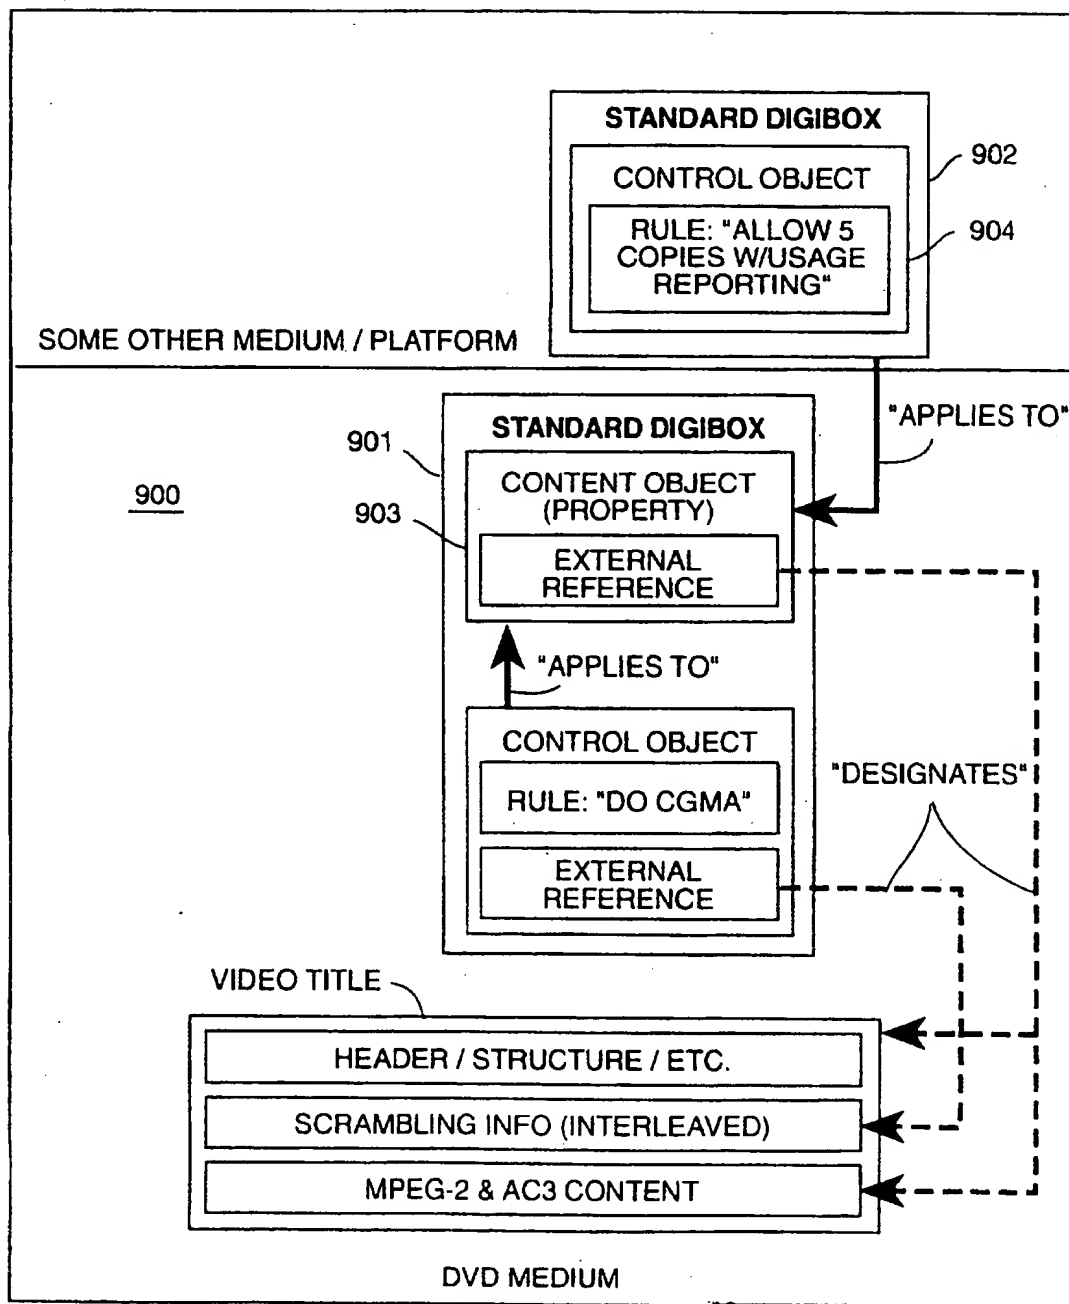 STANDARD DIGIBOX
902
CONTROL OBJECT
RULE: "ALLOW 5
COPIES W/USAGE
REPORTING"
904
SOME OTHER MEDIUM / PLATFORM
"APPLIES TO"
STANDARD DIGIBOX
901
900
CONTENT OBJECT
(PROPERTY)
903
EXTERNAL
REFERENCE
"APPLIES TO"
CONTROL OBJECT
"DESIGNATES"
RULE: "DO CGMA"
EXTERNAL
REFERENCE
VIDEO TITLE
HEADER / STRUCTURE / ETC.
SCRAMBLING INFO (INTERLEAVED)
MPEG-2 & AC3 CONTENT
DVD MEDIUM